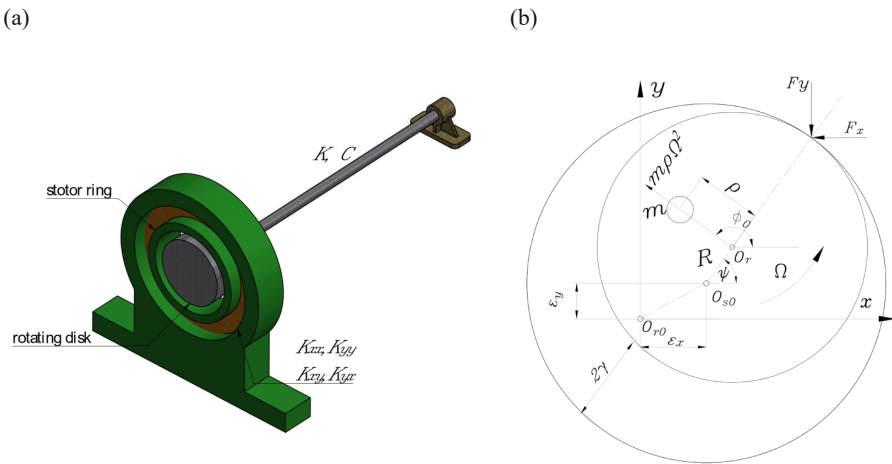 (a)
(b)
K, C
stotor ring
rotating disk
Kxx, Kyy
Kxy, Kyx
y
Fy
Fx
mρΩ²
ρ
m
ϕ₀
R
Oᵣ
ψ
Ω
Oₛ₀
εy
x
Oᵣ₀
εx
2γ